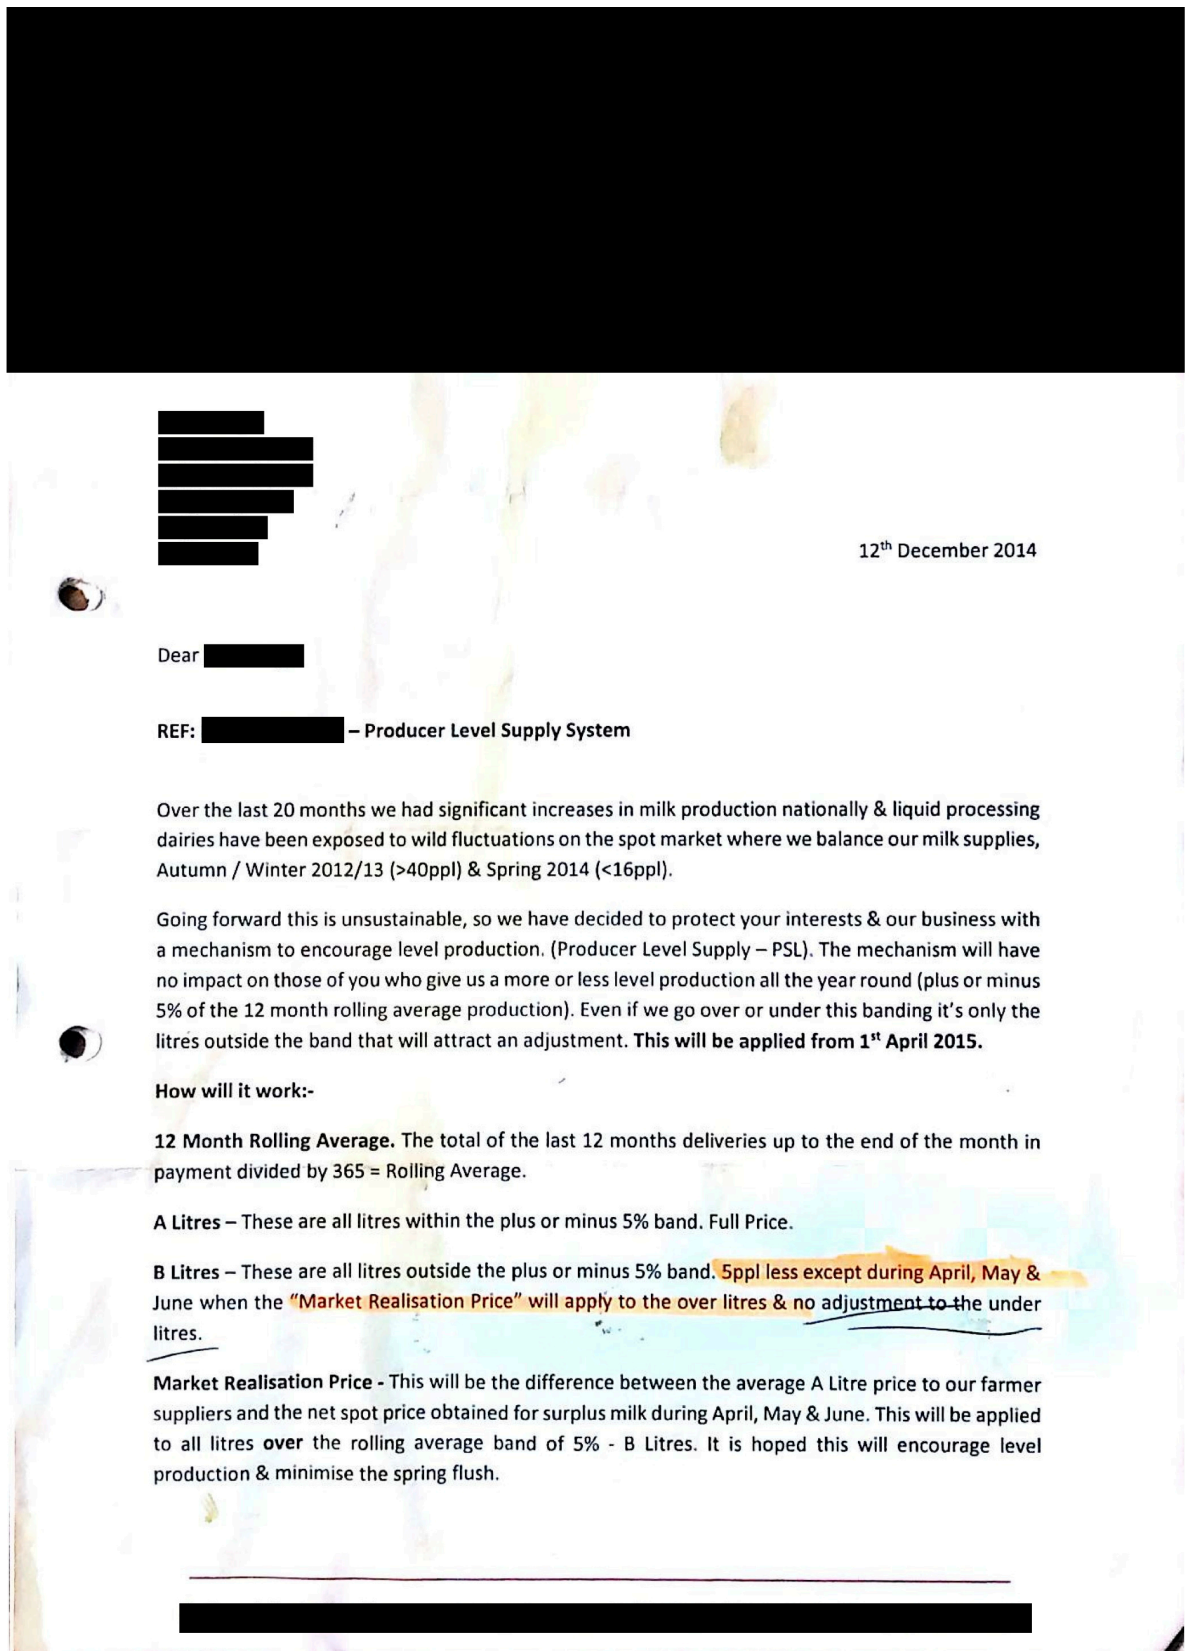 12th December 2014
Dear
REF: – Producer Level Supply System
Over the last 20 months we had significant increases in milk production nationally & liquid processing
dairies have been exposed to wild fluctuations on the spot market where we balance our milk supplies,
Autumn / Winter 2012/13 (>40ppl) & Spring 2014 (<16ppl).
Going forward this is unsustainable, so we have decided to protect your interests & our business with
a mechanism to encourage level production. (Producer Level Supply – PSL). The mechanism will have
no impact on those of you who give us a more or less level production all the year round (plus or minus
5% of the 12 month rolling average production). Even if we go over or under this banding it's only the
litres outside the band that will attract an adjustment. This will be applied from 1st April 2015.
How will it work:-
12 Month Rolling Average. The total of the last 12 months deliveries up to the end of the month in
payment divided by 365 = Rolling Average.
A Litres – These are all litres within the plus or minus 5% band. Full Price.
B Litres – These are all litres outside the plus or minus 5% band. 5ppl less except during April, May &
June when the “Market Realisation Price” will apply to the over litres & no adjustment to the under
litres.
Market Realisation Price - This will be the difference between the average A Litre price to our farmer
suppliers and the net spot price obtained for surplus milk during April, May & June. This will be applied
to all litres over the rolling average band of 5% - B Litres. It is hoped this will encourage level
production & minimise the spring flush.